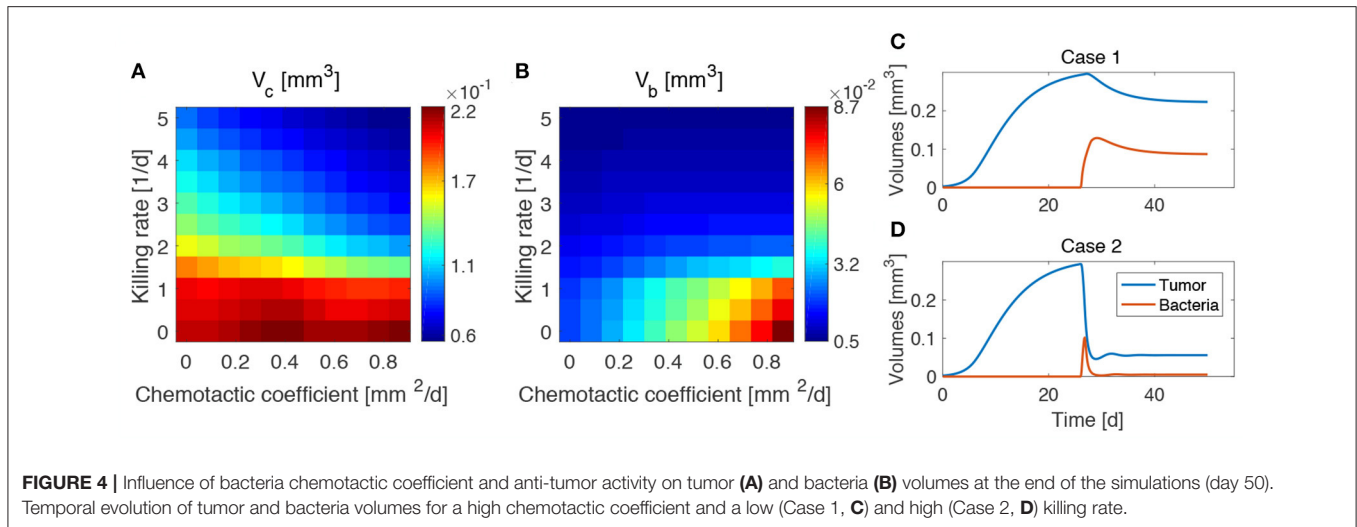 A
V_c [mm^3]
×10^-1
Killing rate [1/d]
5
4
3
2
1
0
0 0.2 0.4 0.6 0.8
Chemotactic coefficient [mm ^2/d]
2.2
1.7
1.1
0.6
B
V_b [mm^3]
×10^-2
Killing rate [1/d]
5
4
3
2
1
0
0 0.2 0.4 0.6 0.8
Chemotactic coefficient [mm ^2/d]
8.7
6
3.2
0.5
C
Case 1
Volumes [mm^3]
0.2
0.1
0
0 20 40
D
Case 2
Volumes [mm^3]
0.2
0.1
0
0 20 40
Time [d]
Tumor
Bacteria
FIGURE 4 | Influence of bacteria chemotactic coefficient and anti-tumor activity on tumor (A) and bacteria (B) volumes at the end of the simulations (day 50).
Temporal evolution of tumor and bacteria volumes for a high chemotactic coefficient and a low (Case 1, C) and high (Case 2, D) killing rate.